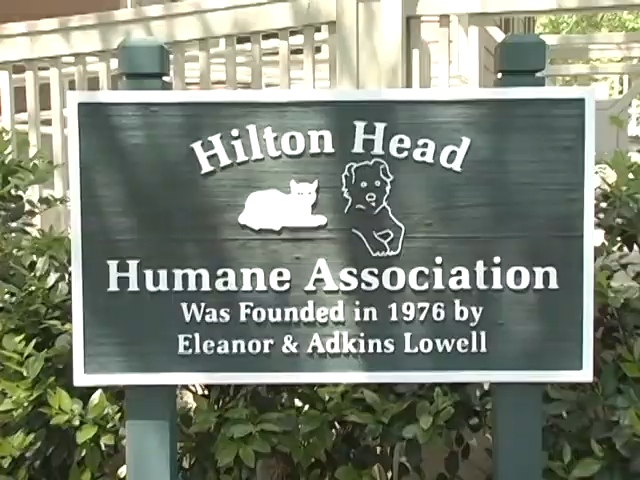 Hilton Head
Humane Association
Was Founded in 1976 by
Eleanor & Adkins Lowell